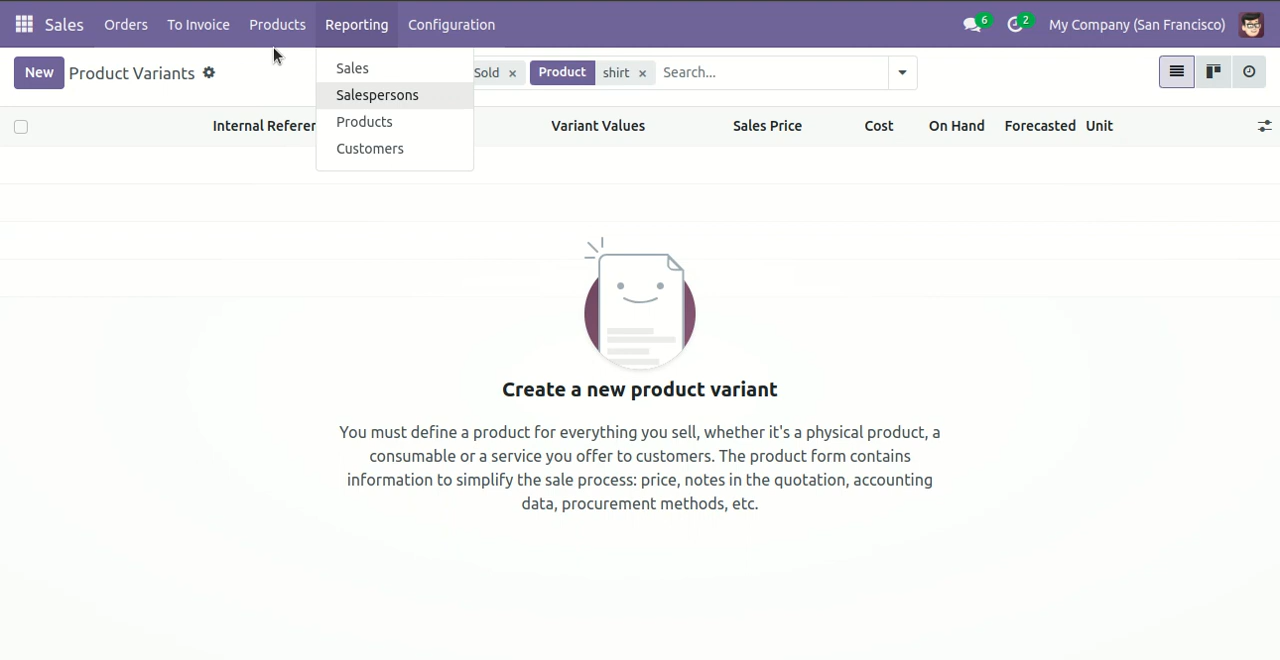 Sales Orders To Invoice Products Reporting Configuration 6 2 My Company (San Francisco)
New Product Variants Sold × Product shirt × Search...
Sales
Salespersons
Products
Customers
Internal Refere Variant Values Sales Price Cost On Hand Forecasted Unit
Create a new product variant
You must define a product for everything you sell, whether it's a physical product, a
consumable or a service you offer to customers. The product form contains
information to simplify the sale process: price, notes in the quotation, accounting
data, procurement methods, etc.